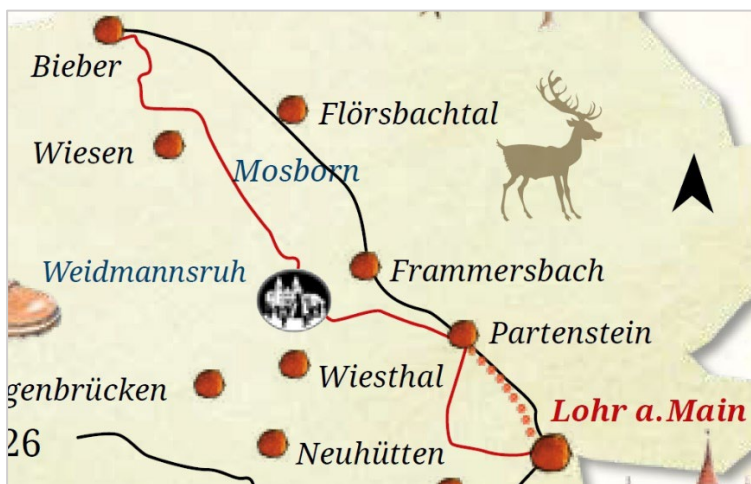 Bieber
Flörsbachtal
Wiesen
Mosborn
Weidmannsruh
Frammersbach
Partenstein
Wiesthal
genbrücken
Lohr a.Main
26
Neuhütten